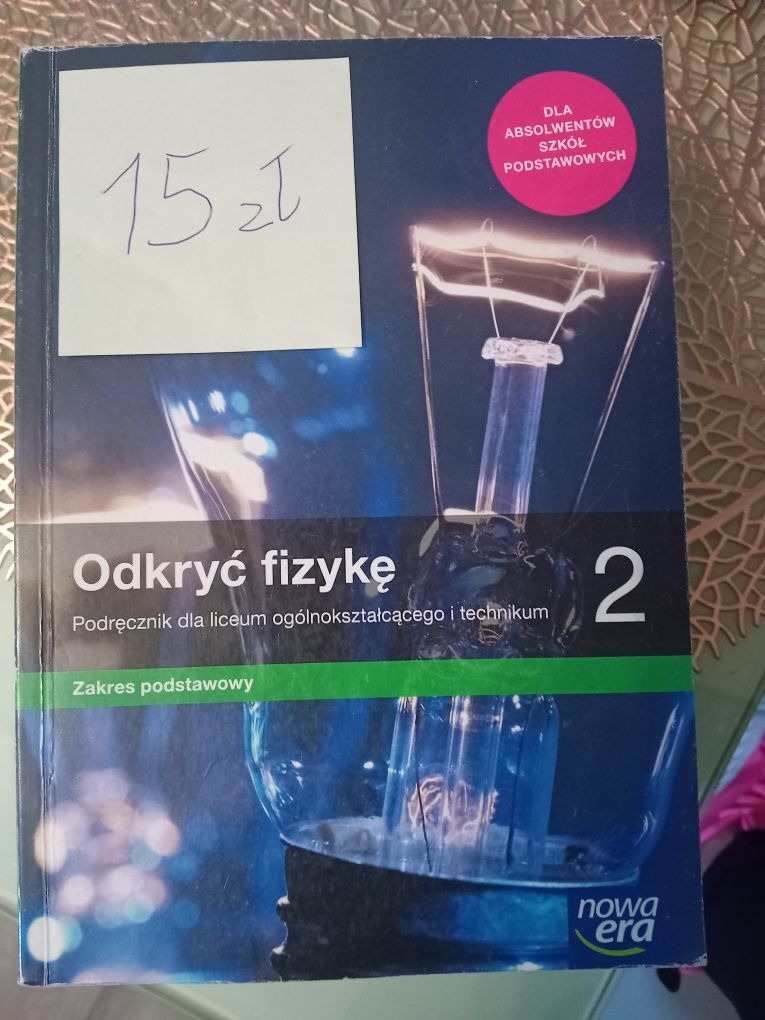 15 zł
DLA
ABSOLWENTÓW
SZKÓŁ
PODSTAWOWYCH
Odkryć fizykę
2
Podręcznik dla liceum ogólnokształcącego i technikum
Zakres podstawowy
nowa
era